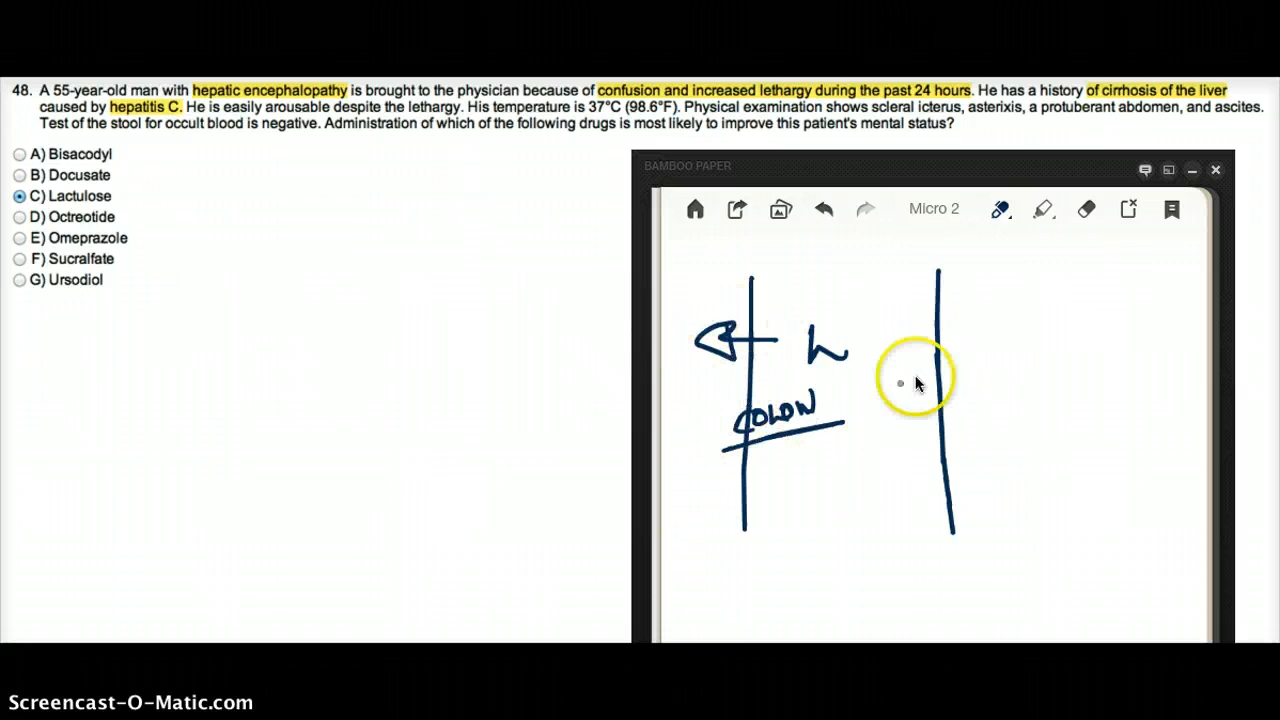 48. A 55-year-old man with hepatic encephalopathy is brought to the physician because of confusion and increased lethargy during the past 24 hours. He has a history of cirrhosis of the liver
caused by hepatitis C. He is easily arousable despite the lethargy. His temperature is 37°C (98.6°F). Physical examination shows scleral icterus, asterixis, a protuberant abdomen, and ascites.
Test of the stool for occult blood is negative. Administration of which of the following drugs is most likely to improve this patient's mental status?
A) Bisacodyl
B) Docusate
C) Lactulose
D) Octreotide
E) Omeprazole
F) Sucralfate
G) Ursodiol
BAMBOO PAPER
Micro 2
COLON
Screencast-O-Matic.com